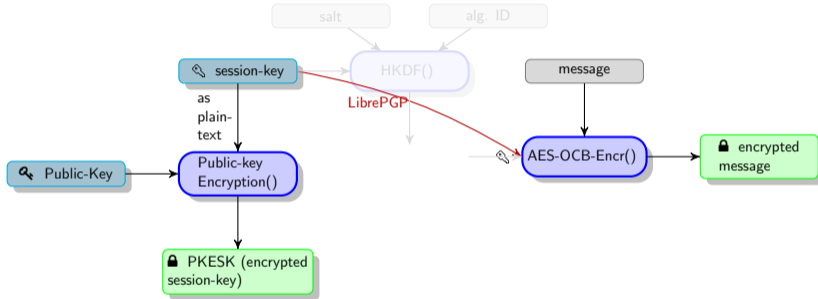 salt
alg. ID
session-key
HKDF()
message
as
plain-
text
LibrePGP
Public-Key
Public-key
Encryption()
AES-OCB-Encr()
encrypted
message
PKESK (encrypted
session-key)